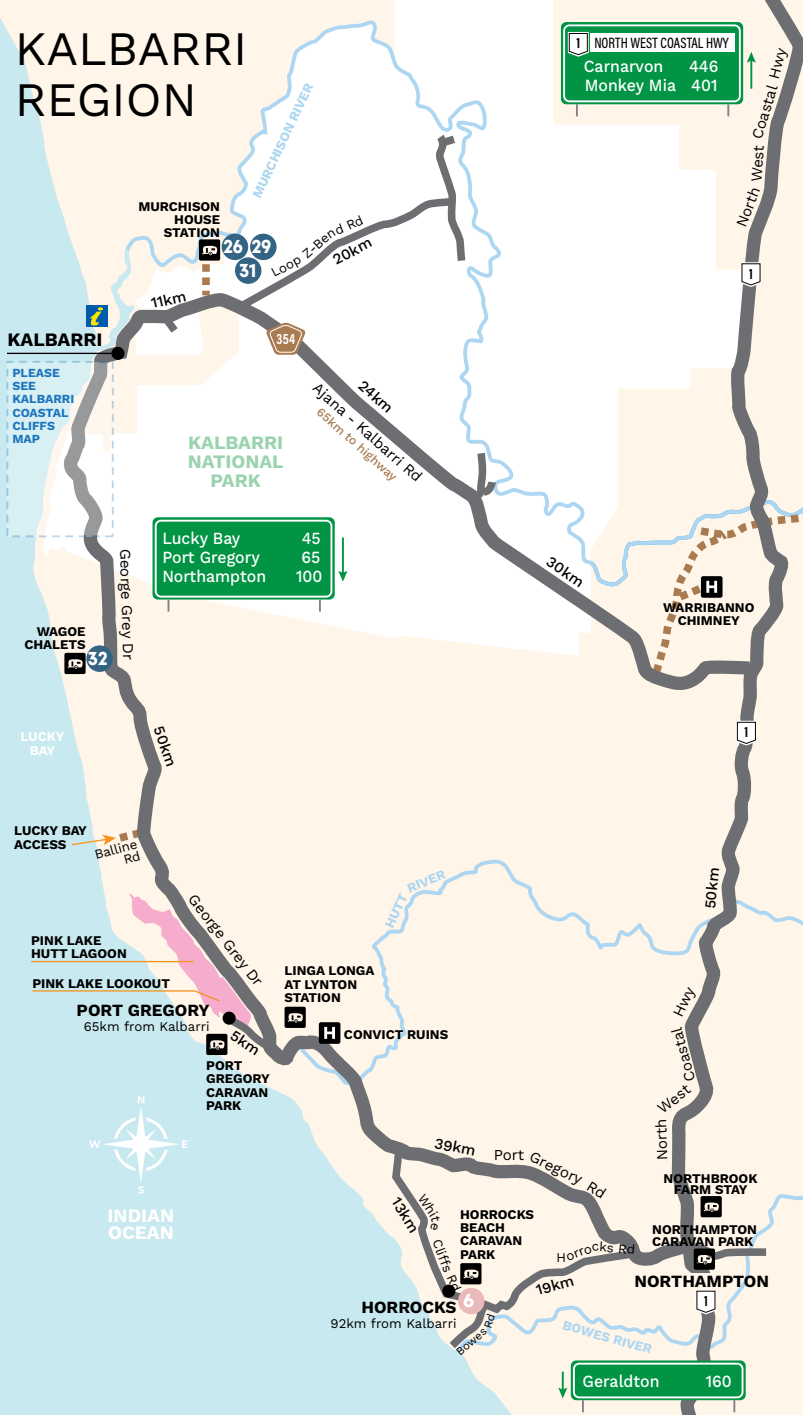 KALBARRI
REGION
1 NORTH WEST COASTAL HWY
Carnarvon 446
Monkey Mia 401
North West Coastal Hwy
MURCHISON RIVER
MURCHISON
HOUSE
STATION
26 29
31
Loop Z-Bend Rd
20km
1
11km
i
KALBARRI
354
PLEASE
SEE
KALBARRI
COASTAL
CLIFFS
MAP
24km
Ajana - Kalbarri Rd
65km to highway
KALBARRI
NATIONAL
PARK
Lucky Bay 45
Port Gregory 65
Northampton 100
George Grey Dr
30km
H
WARRIBANNO
CHIMNEY
WAGOE
CHALETS
32
LUCKY
BAY
50km
1
LUCKY BAY
ACCESS
Balline
Rd
50km
HUTT RIVER
George Grey Dr
PINK LAKE
HUTT LAGOON
PINK LAKE LOOKOUT
LINGA LONGA
AT LYNTON
STATION
PORT GREGORY
65km from Kalbarri
5km
H CONVICT RUINS
PORT
GREGORY
CARAVAN
PARK
North West Coastal Hwy
N
W E
S
INDIAN
OCEAN
39km
Port Gregory Rd
NORTHBROOK
FARM STAY
13km
White Cliffs Rd
HORROCKS
BEACH
CARAVAN
PARK
NORTHAMPTON
CARAVAN PARK
Horrocks Rd
19km
NORTHAMPTON
6
HORROCKS
92km from Kalbarri
1
Bowes Rd
BOWES RIVER
Geraldton 160